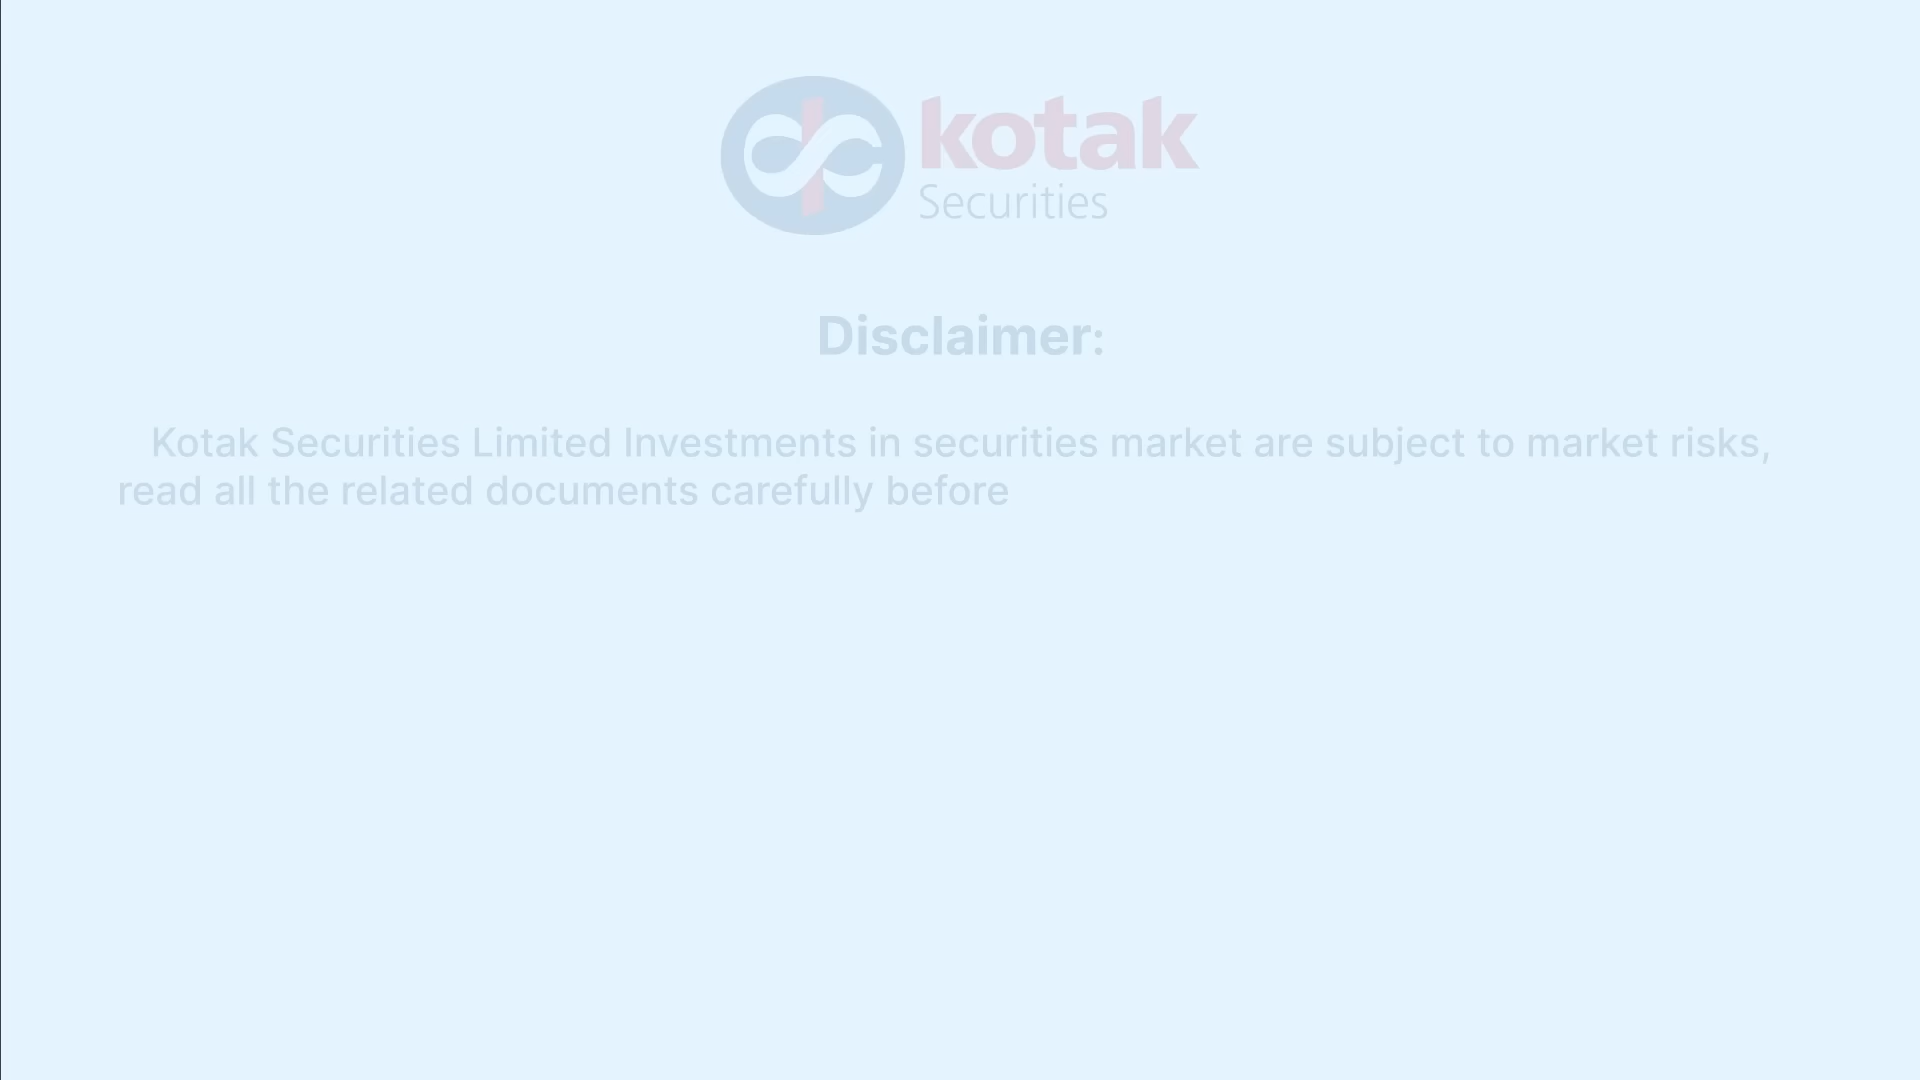 kotak
Securities
Disclaimer:
Kotak Securities Limited Investments in securities market are subject to market risks,
read all the related documents carefully before